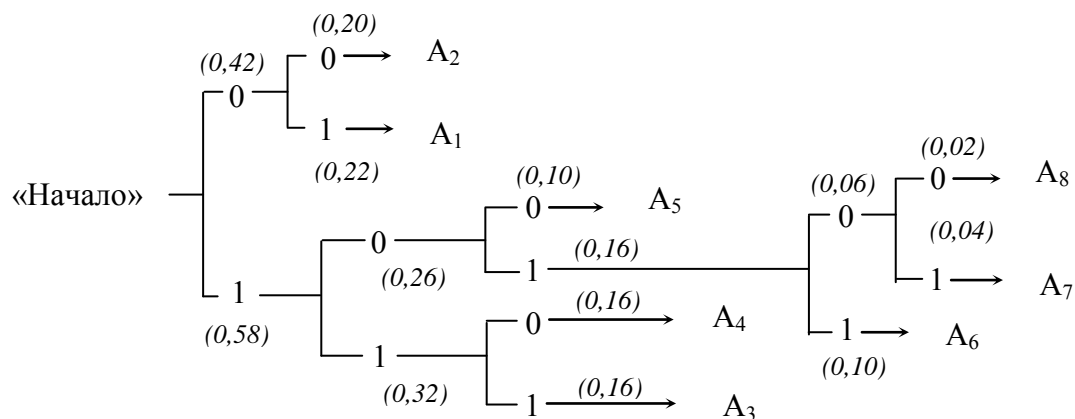 (0,20)
(0,42) 0 A2
0
1 A1
(0,22)
(0,02)
(0,10) (0,06) 0 A8
«Начало» 0 A5 0 (0,04)
0 (0,16)
(0,26) 1 1 A7
1 (0,16)
(0,58) 0 A4 1 A6
1 (0,10)
(0,32) (0,16)
1 A3